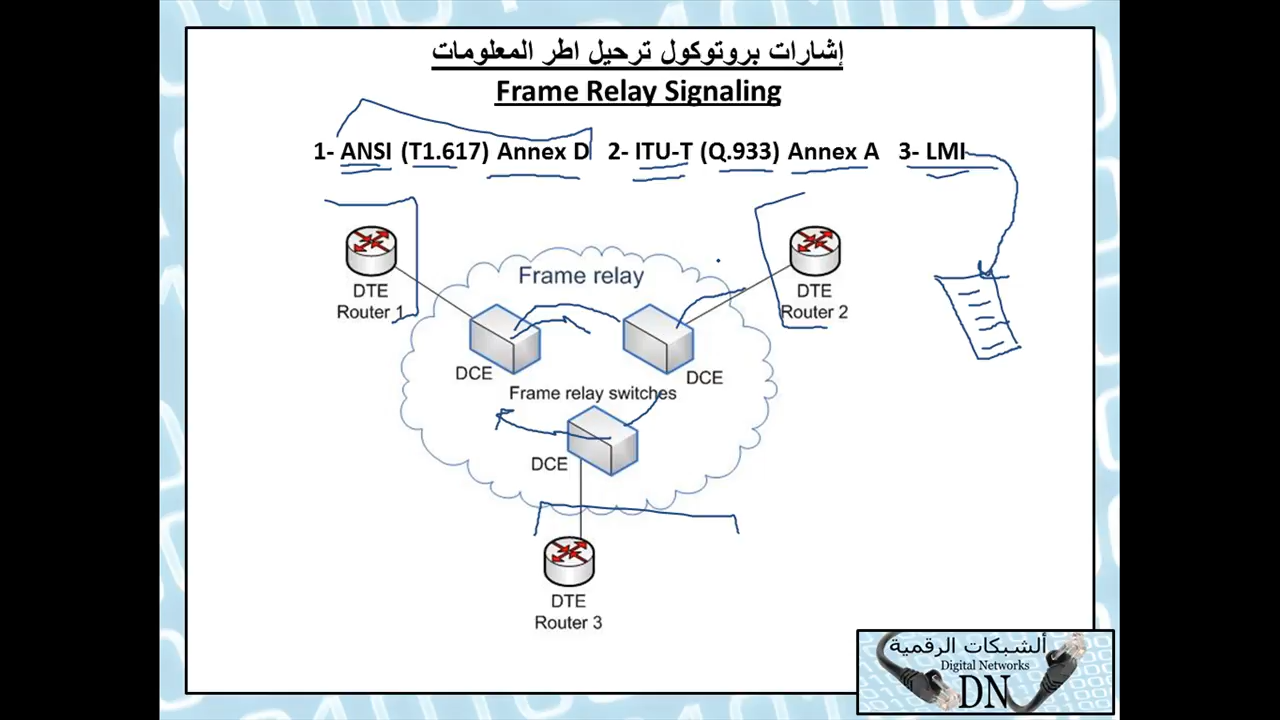 إشارات بروتوكول ترحيل اطر المعلومات
Frame Relay Signaling
1- ANSI (T1.617) Annex D 2- ITU-T (Q.933) Annex A 3- LMI
Frame relay
DTE
Router 1
DTE
Router 2
DCE
DCE
Frame relay switches
DCE
DTE
Router 3
ألشبكات الرقمية
Digital Networks
DN